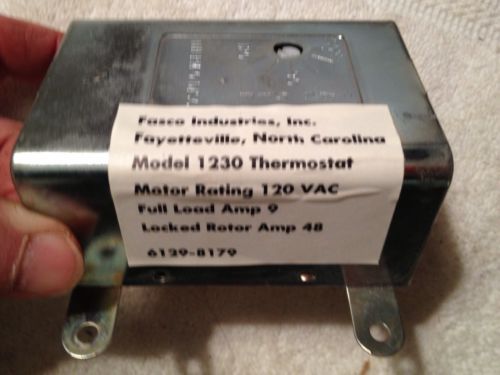 Fasco Industries, Inc.
Fayetteville, North Carolina
Model 1230 Thermostat
Motor Rating 120 VAC
Full Load Amp 9
Locked Rotor Amp 48
6129-8179